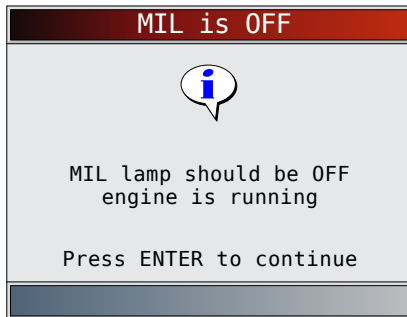 MIL is OFF
i
MIL lamp should be OFF
engine is running
Press ENTER to continue